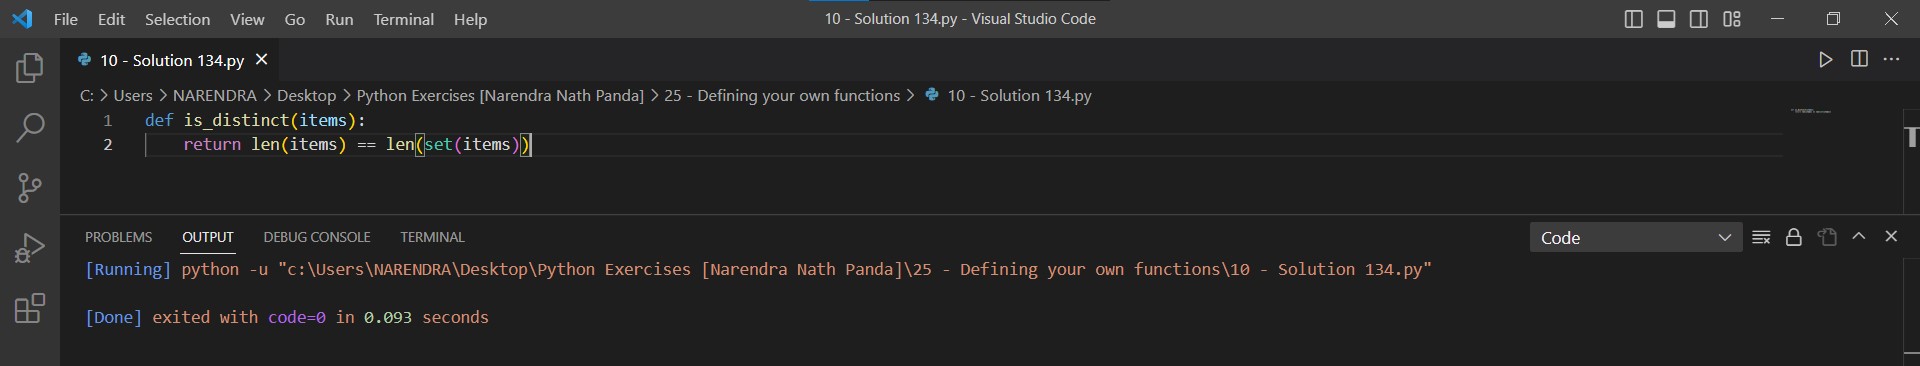 File Edit Selection View Go Run Terminal Help 10 - Solution 134.py - Visual Studio Code
10 - Solution 134.py
C: > Users > NARENDRA > Desktop > Python Exercises [Narendra Nath Panda] > 25 - Defining your own functions > 10 - Solution 134.py
1 def is_distinct(items):
2 return len(items) == len(set(items))
PROBLEMS OUTPUT DEBUG CONSOLE TERMINAL Code
[Running] python -u "c:\Users\NARENDRA\Desktop\Python Exercises [Narendra Nath Panda]\25 - Defining your own functions\10 - Solution 134.py"
[Done] exited with code=0 in 0.093 seconds